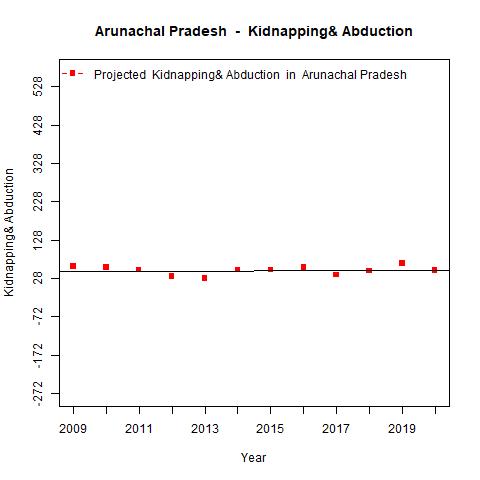 Arunachal Pradesh - Kidnapping& Abduction
Projected Kidnapping& Abduction in Arunachal Pradesh
528
428
328
228
128
28
-72
-172
-272
Kidnapping& Abduction
2009 2011 2013 2015 2017 2019
Year